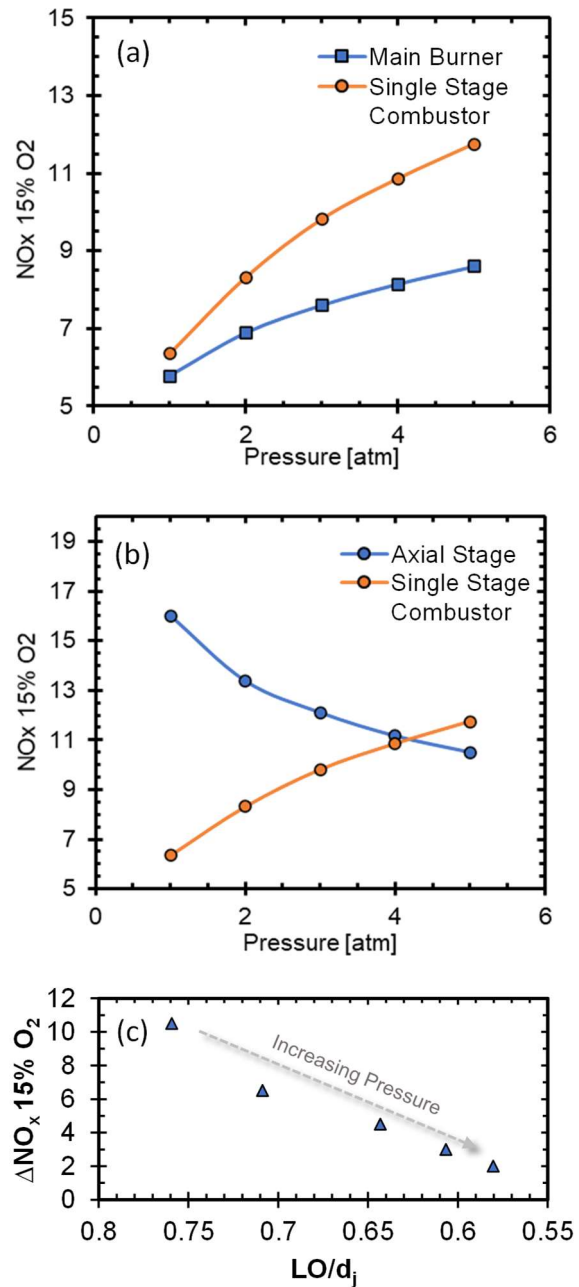 (a)
Main Burner
Single Stage
Combustor
NOx 15% O2
15
13
11
9
7
5
0 2 4 6
Pressure [atm]
(b)
Axial Stage
Single Stage
Combustor
NOx 15% O2
19
17
15
13
11
9
7
5
0 2 4 6
Pressure [atm]
(c)
Increasing Pressure
ΔNOₓ 15% O₂
12
10
8
6
4
2
0
0.8 0.75 0.7 0.65 0.6 0.55
LO/dⱼ